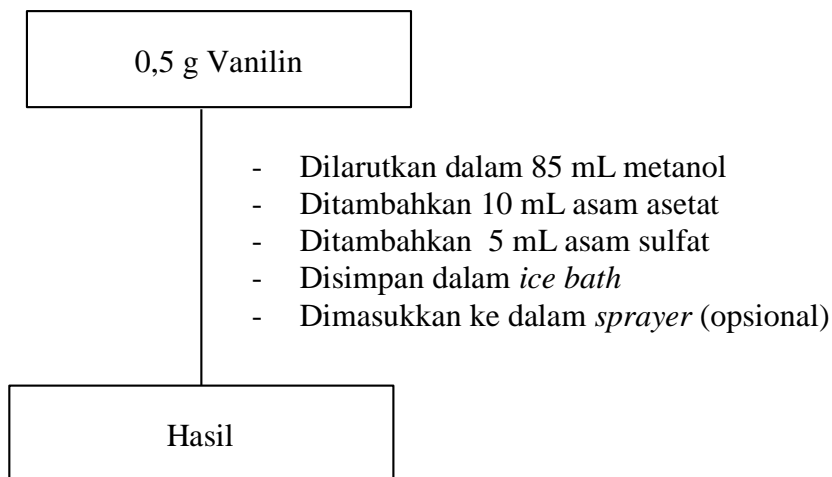 0,5 g Vanilin
- Dilarutkan dalam 85 mL metanol
- Ditambahkan 10 mL asam asetat
- Ditambahkan 5 mL asam sulfat
- Disimpan dalam ice bath
- Dimasukkan ke dalam sprayer (opsional)
Hasil